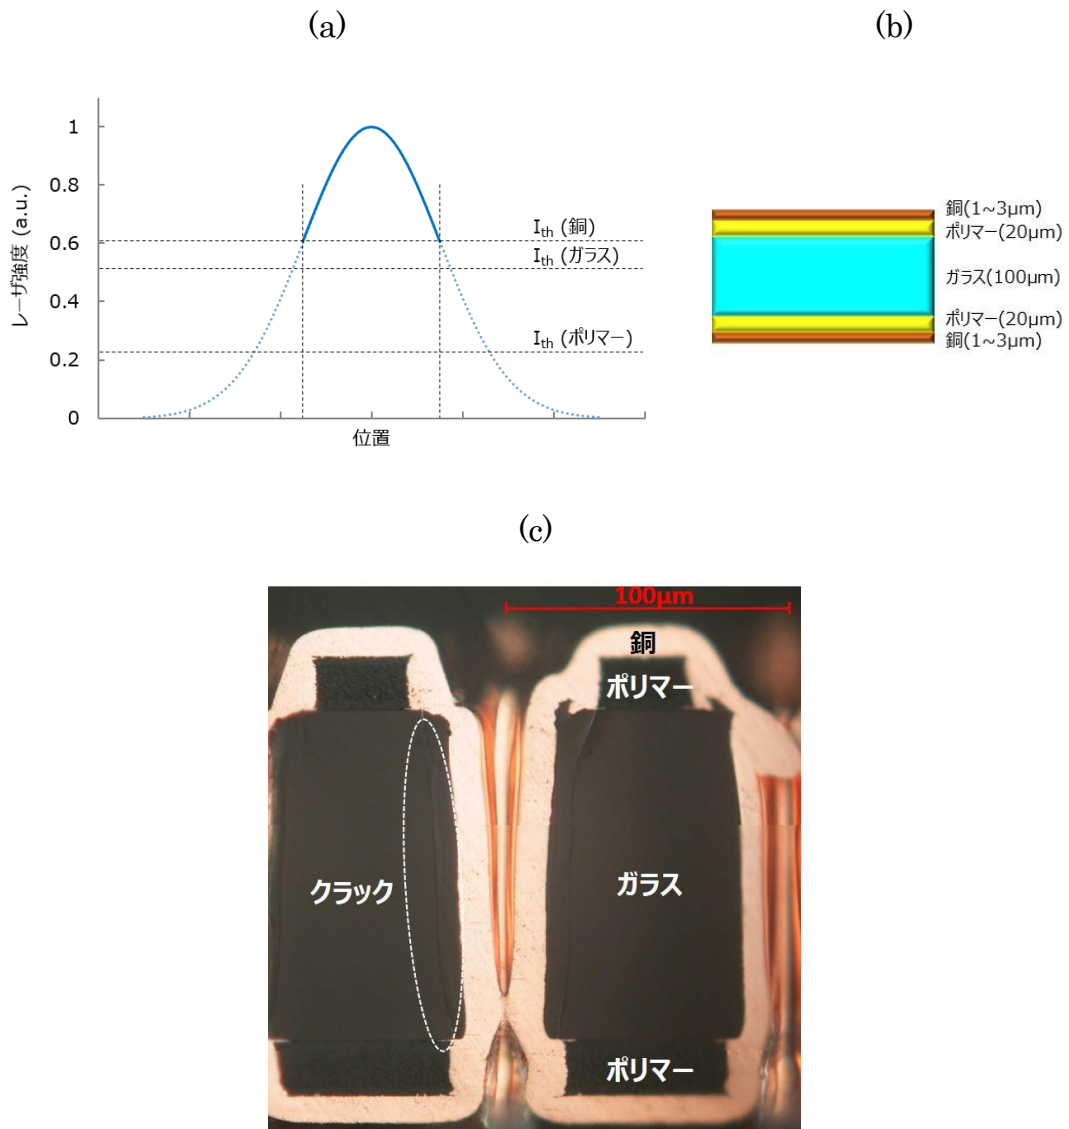 (a)
(b)
レーザ強度 (a.u.)
1
0.8
0.6
0.4
0.2
0
Ith (銅)
Ith (ガラス)
Ith (ポリマー)
位置
銅(1~3μm)
ポリマー(20μm)
ガラス(100μm)
ポリマー(20μm)
銅(1~3μm)
(c)
100μm
銅
ポリマー
クラック
ガラス
ポリマー